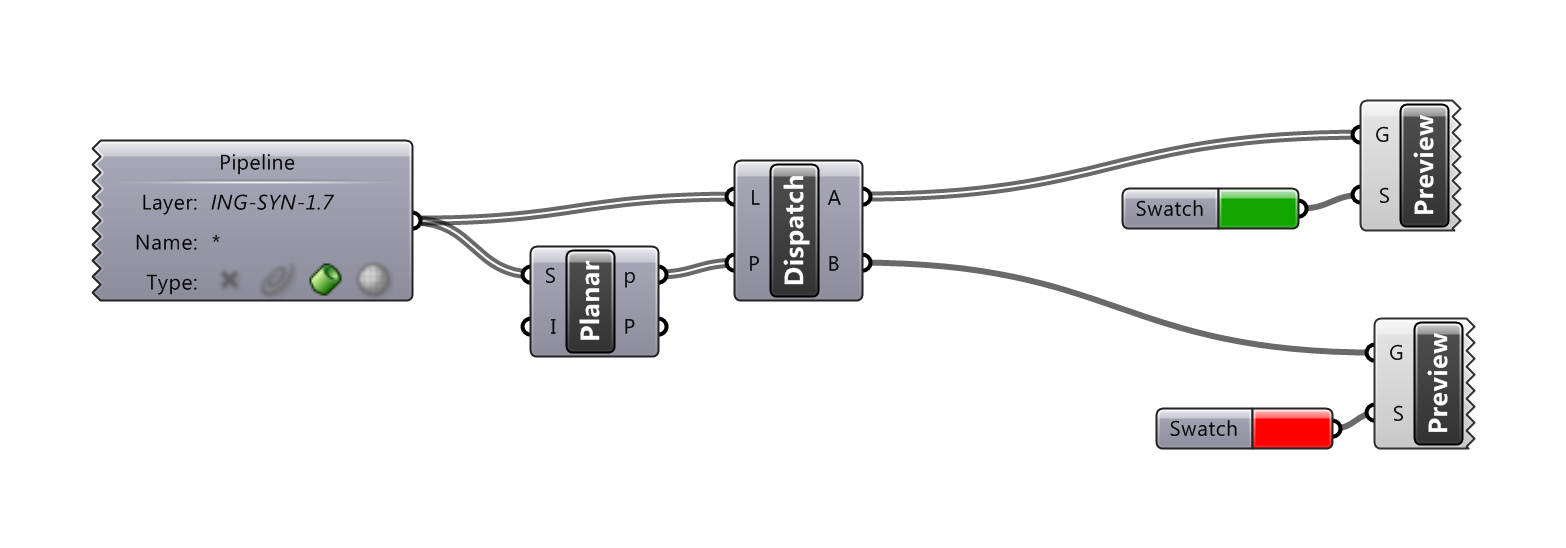 Pipeline
Layer: ING-SYN-1.7
Name: *
Type:
S
I
Planar
p
P
L
P
Dispatch
A
B
Swatch
G
S
Preview
Swatch
G
S
Preview